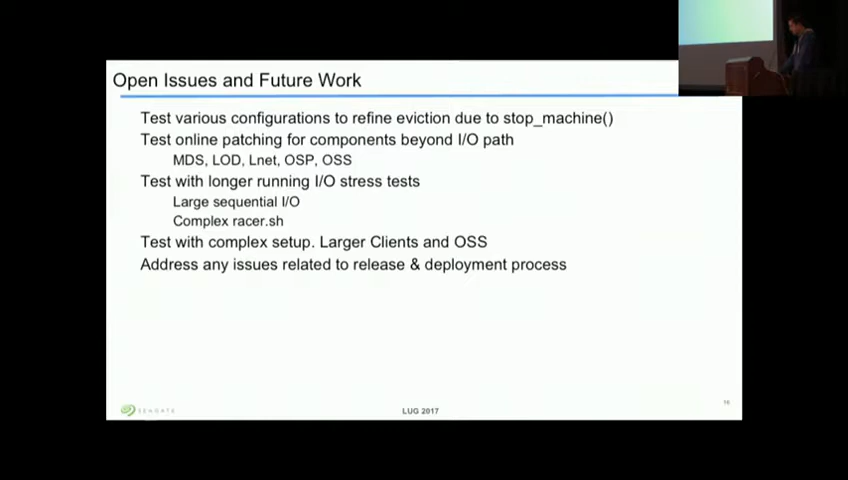 Open Issues and Future Work
Test various configurations to refine eviction due to stop_machine()
Test online patching for components beyond I/O path
MDS, LOD, Lnet, OSP, OSS
Test with longer running I/O stress tests
Large sequential I/O
Complex racer.sh
Test with complex setup. Larger Clients and OSS
Address any issues related to release & deployment process
SEAGATE
LUG 2017
16